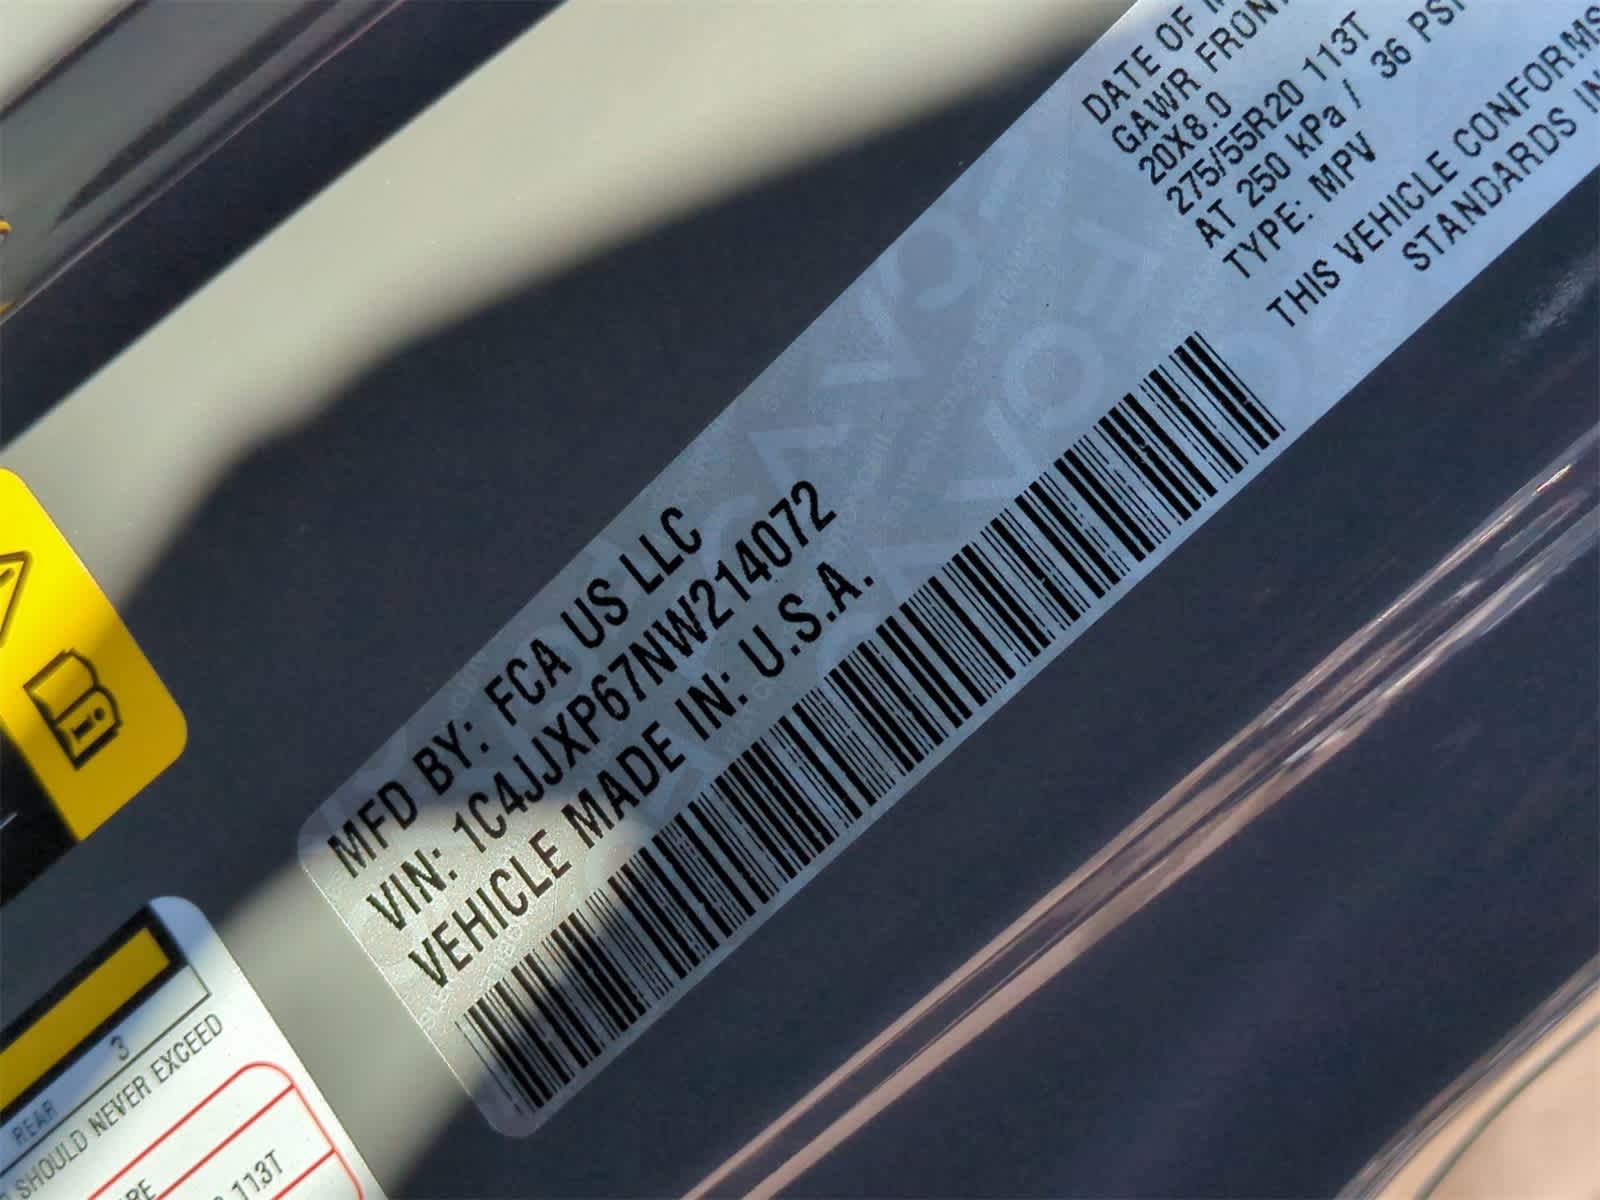 MFD BY: FCA US LLC
VIN: 1C4JJXP67NW214072
VEHICLE MADE IN: U.S.A.
DATE OF
GAWR FRONT
20X8.0
275/55R20 113T
AT 250 kPa / 36 PSI
TYPE: MPV
THIS VEHICLE CONFORMS
STANDARDS IN
REAR 3
SHOULD NEVER EXCEED
113T